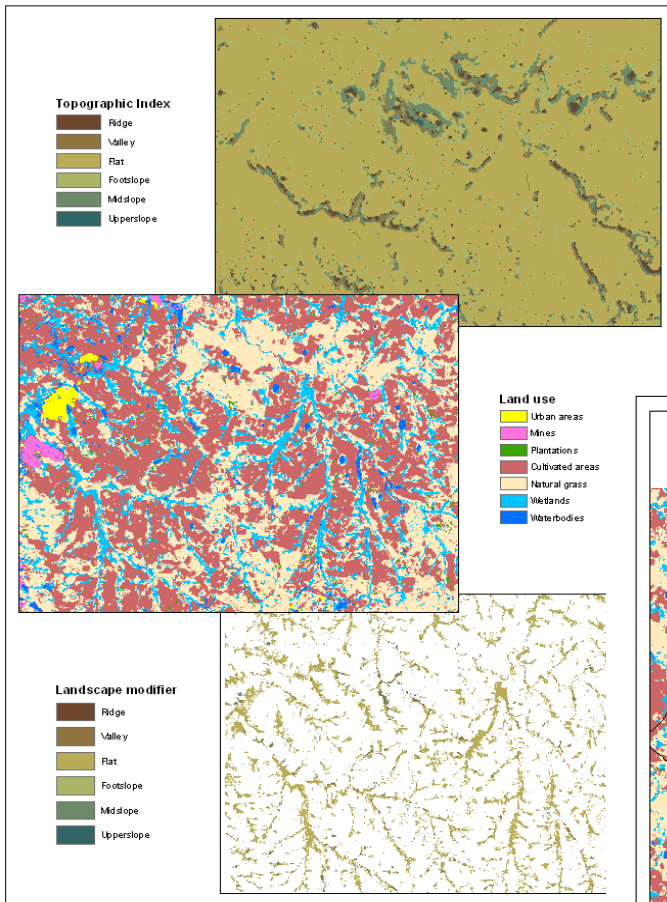 Topographic Index
Ridge
Valley
Flat
Footslope
Midslope
Upperslope
Land use
Urban areas
Mines
Plantations
Cultivated areas
Natural grass
Wetlands
Waterbodies
Landscape modifier
Ridge
Valley
Flat
Footslope
Midslope
Upperslope